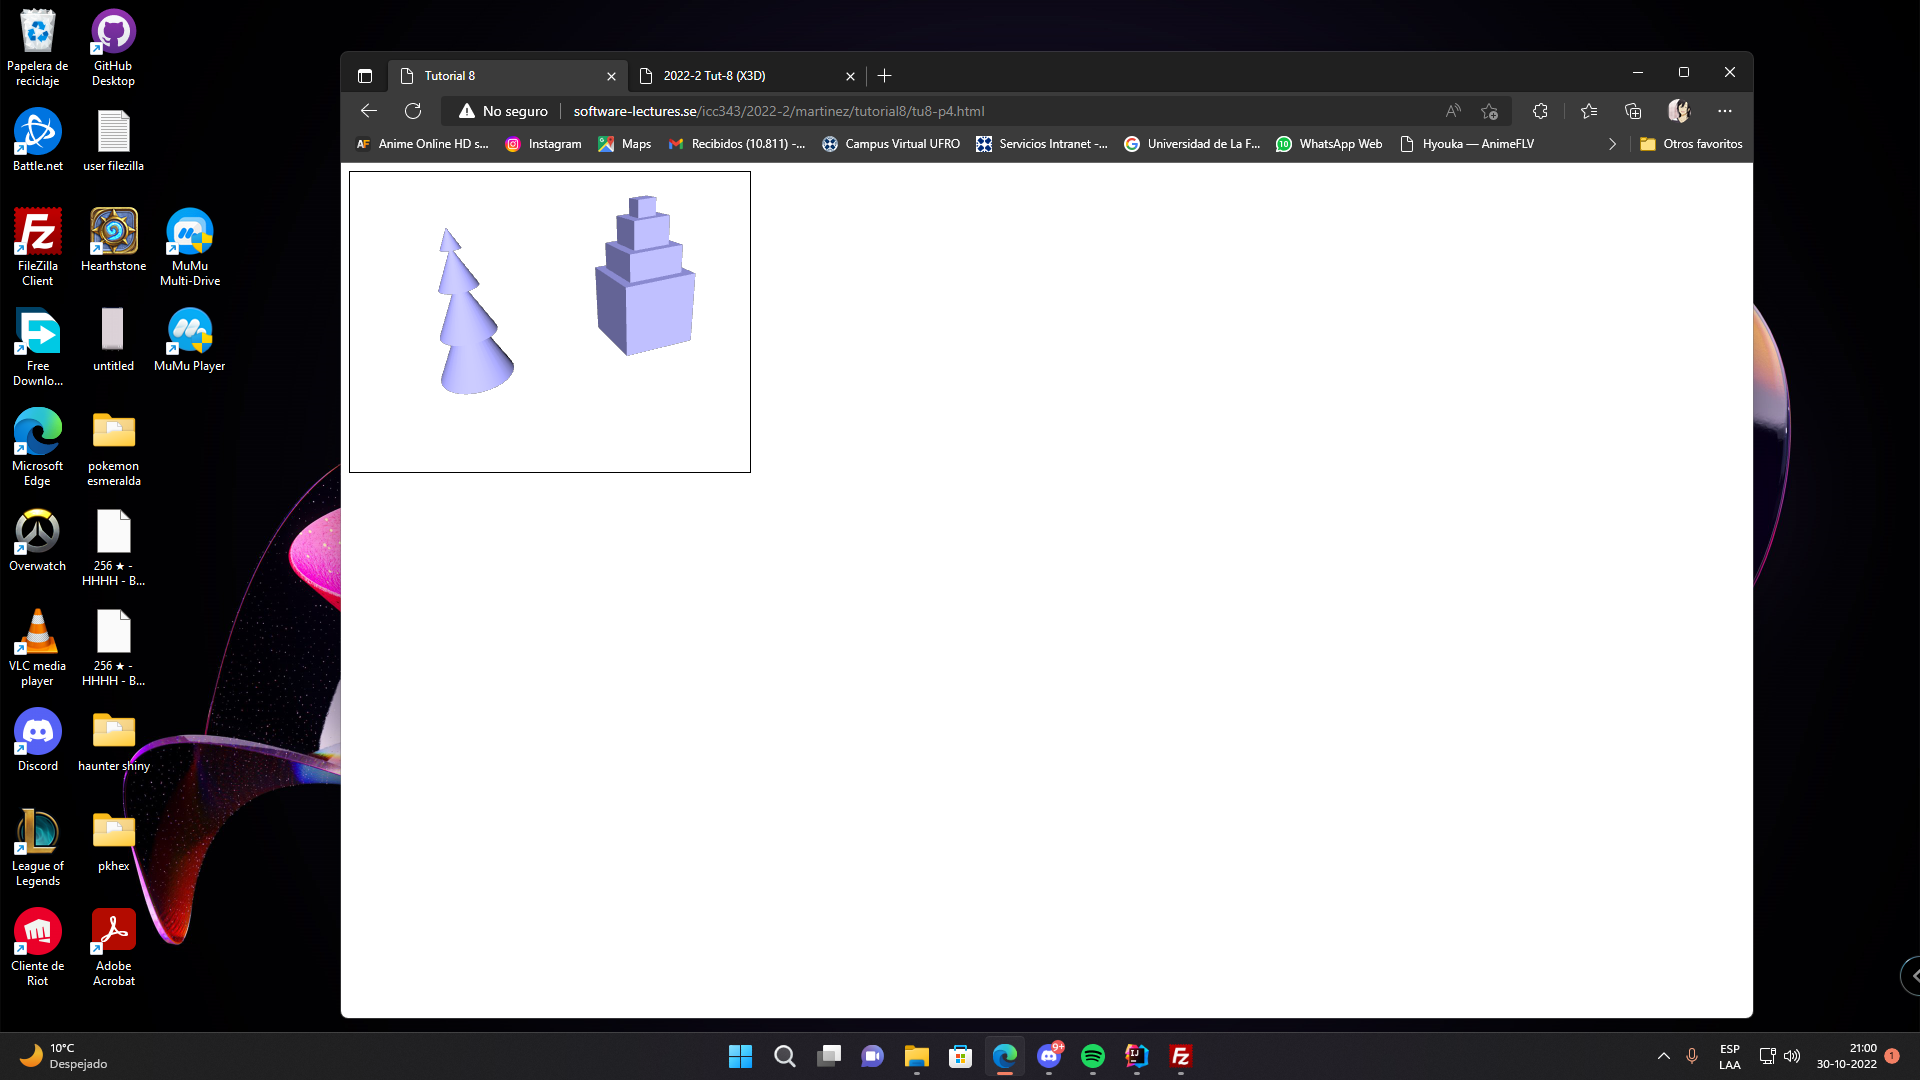 Papelera de
reciclaje
GitHub
Desktop
Battle.net
user filezilla
FileZilla
Client
Hearthstone
MuMu
Multi-Drive
Free
Downlo...
untitled
MuMu Player
Microsoft
Edge
pokemon
esmeralda
Overwatch
256 ★ -
HHHH - B...
VLC media
player
256 ★ -
HHHH - B...
Discord
haunter shiny
League of
Legends
pkhex
Cliente de
Riot
Adobe
Acrobat
Tutorial 8
2022-2 Tut-8 (X3D)
No seguro
software-lectures.se/icc343/2022-2/martinez/tutorial8/tu8-p4.html
AF Anime Online HD s...
Instagram
Maps
Recibidos (10.811) -...
Campus Virtual UFRO
Servicios Intranet -...
Universidad de La F...
10 WhatsApp Web
Hyouka — AnimeFLV
Otros favoritos
10°C
Despejado
9+
ESP
LAA
21:00
30-10-2022
1